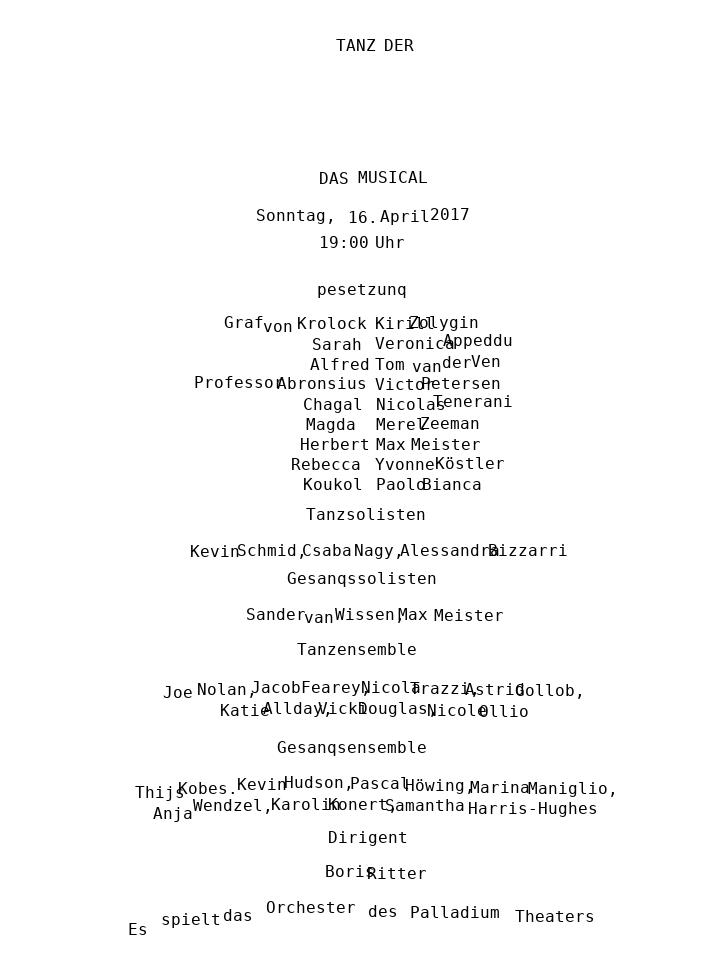 TANZ DER
DAS MUSICAL
Sonntag, 16. April 2017
19:00 Uhr
pesetzunq
Graf von Krolock Kirill Zolygin
Sarah Veronica Appeddu
Alfred Tom van der Ven
Professor Abronsius Victor Petersen
Chagal Nicolas Tenerani
Magda Merel Zeeman
Herbert Max Meister
Rebecca Yvonne Köstler
Koukol Paolo Bianca
Tanzsolisten
Kevin Schmid, Csaba Nagy, Alessandra Bizzarri
Gesanqssolisten
Sander van Wissen, Max Meister
Tanzensemble
Joe Nolan, Jacob Fearey, Nicola Trazzi, Astrid Gollob,
Katie Allday, Vicki Douglas, Nicole Ollio
Gesanqsensemble
Thijs Kobes. Kevin Hudson, Pascal Höwing, Marina Maniglio,
Anja Wendzel, Karolin Konert, Samantha Harris-Hughes
Dirigent
Boris Ritter
Es spielt das Orchester des Palladium Theaters